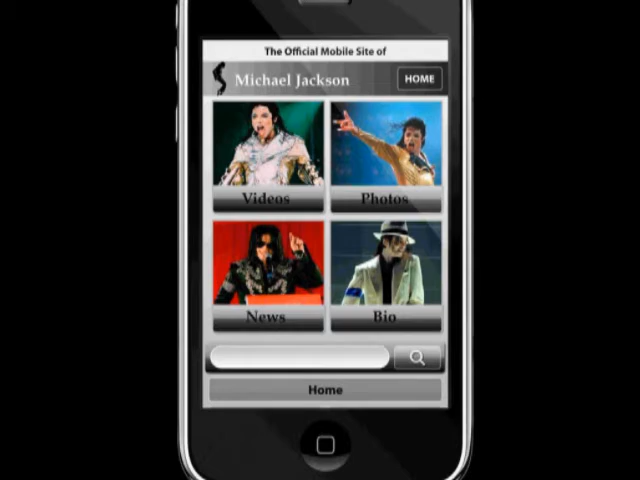 The Official Mobile Site of
Michael Jackson
HOME
Videos
Photos
News
Bio
Home